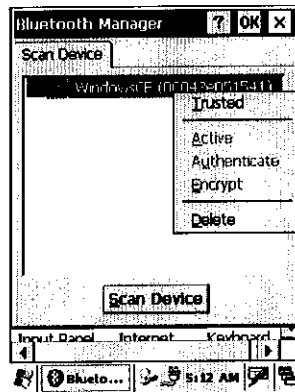 Bluetooth Manager ? OK ×
Scan Device
WindowsCE
Trusted
Active
Authenticate
Encrypt
Delete
Scan Device
Input Panel Internet Keyboard
Blueto... 5:12 AM